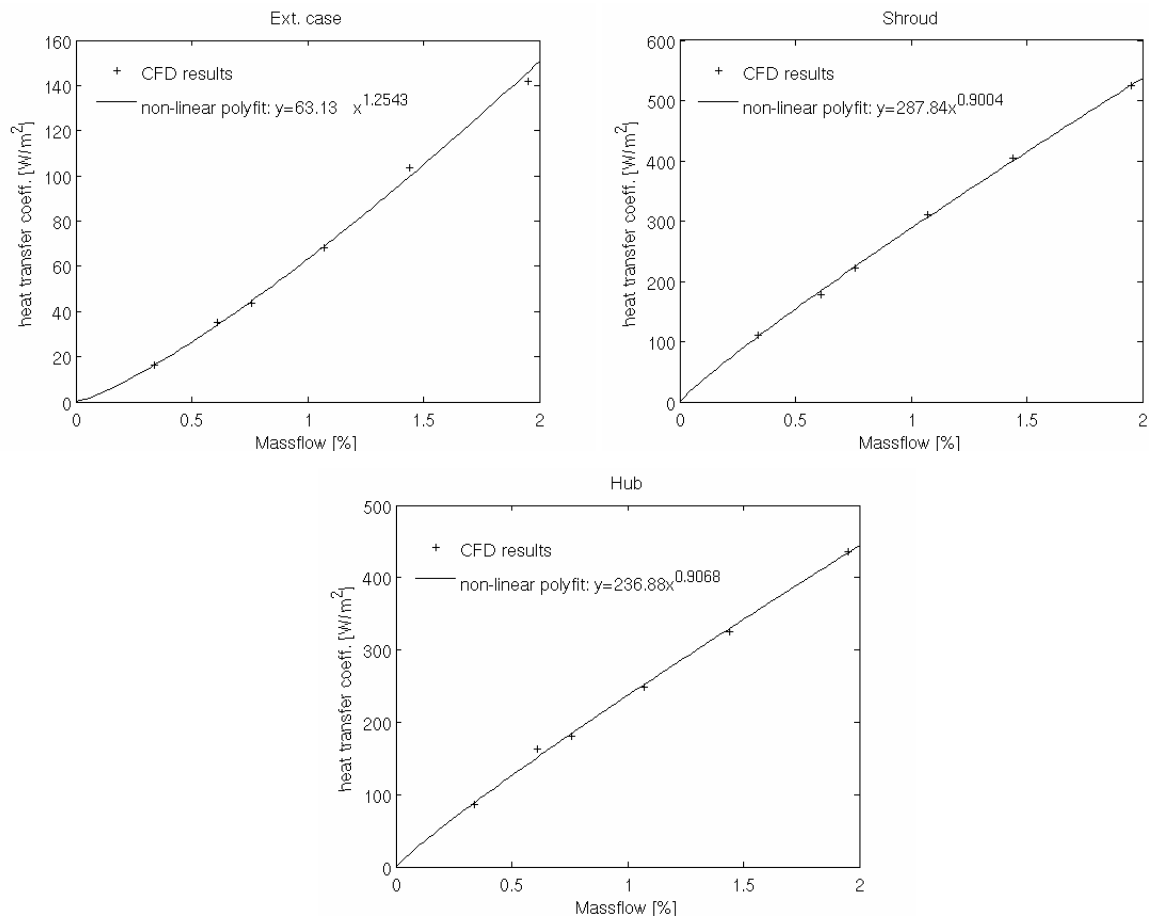 Ext. case
160
140
120
100
80
60
40
20
0
heat transfer coeff. [W/m²]
CFD results
non-linear polyfit: y=63.13 x^1.2543
0 0.5 1 1.5 2
Massflow [%]
Shroud
600
500
400
300
200
100
0
heat transfer coeff. [W/m²]
CFD results
non-linear polyfit: y=287.84x^0.9004
0 0.5 1 1.5 2
Massflow [%]
Hub
500
400
300
200
100
0
heat transfer coeff. [W/m²]
CFD results
non-linear polyfit: y=236.88x^0.9068
0 0.5 1 1.5 2
Massflow [%]